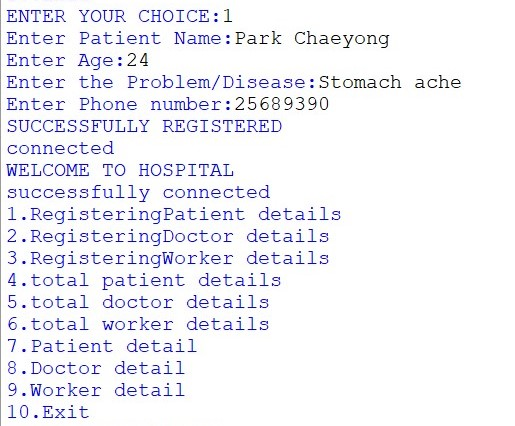 ENTER YOUR CHOICE:1
Enter Patient Name:Park Chaeyong
Enter Age:24
Enter the Problem/Disease:Stomach ache
Enter Phone number:25689390
SUCCESSFULLY REGISTERED
connected
WELCOME TO HOSPITAL
successfully connected
1.RegisteringPatient details
2.RegisteringDoctor details
3.RegisteringWorker details
4.total patient details
5.total doctor details
6.total worker details
7.Patient detail
8.Doctor detail
9.Worker detail
10.Exit